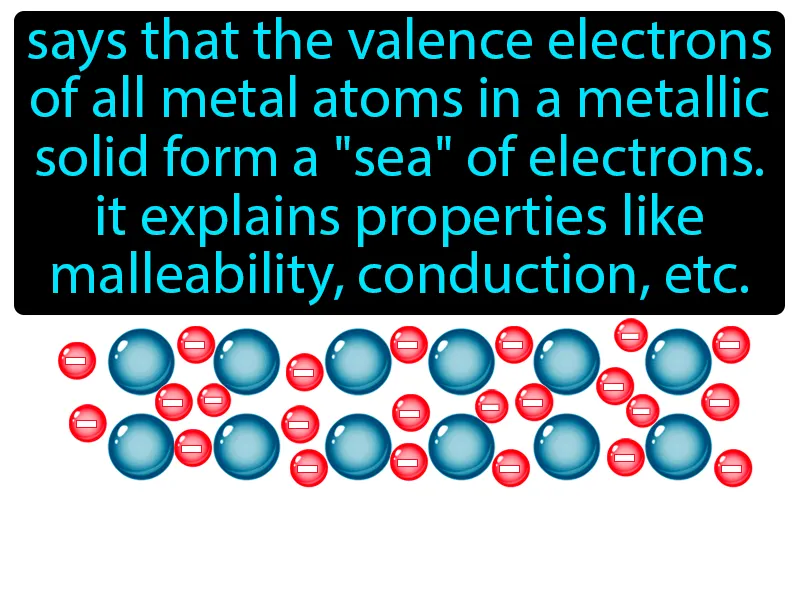 says that the valence electrons
of all metal atoms in a metallic
solid form a "sea" of electrons.
it explains properties like
malleability, conduction, etc.